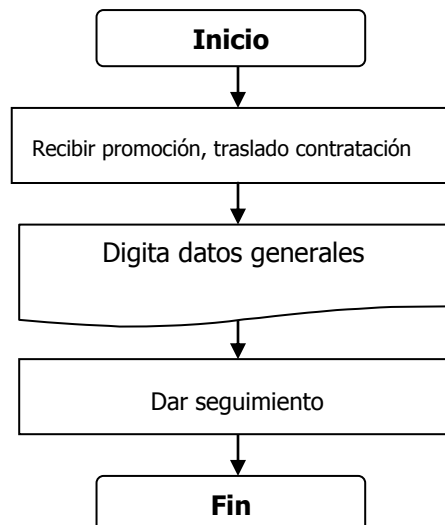 Inicio
Recibir promoción, traslado contratación
Digita datos generales
Dar seguimiento
Fin